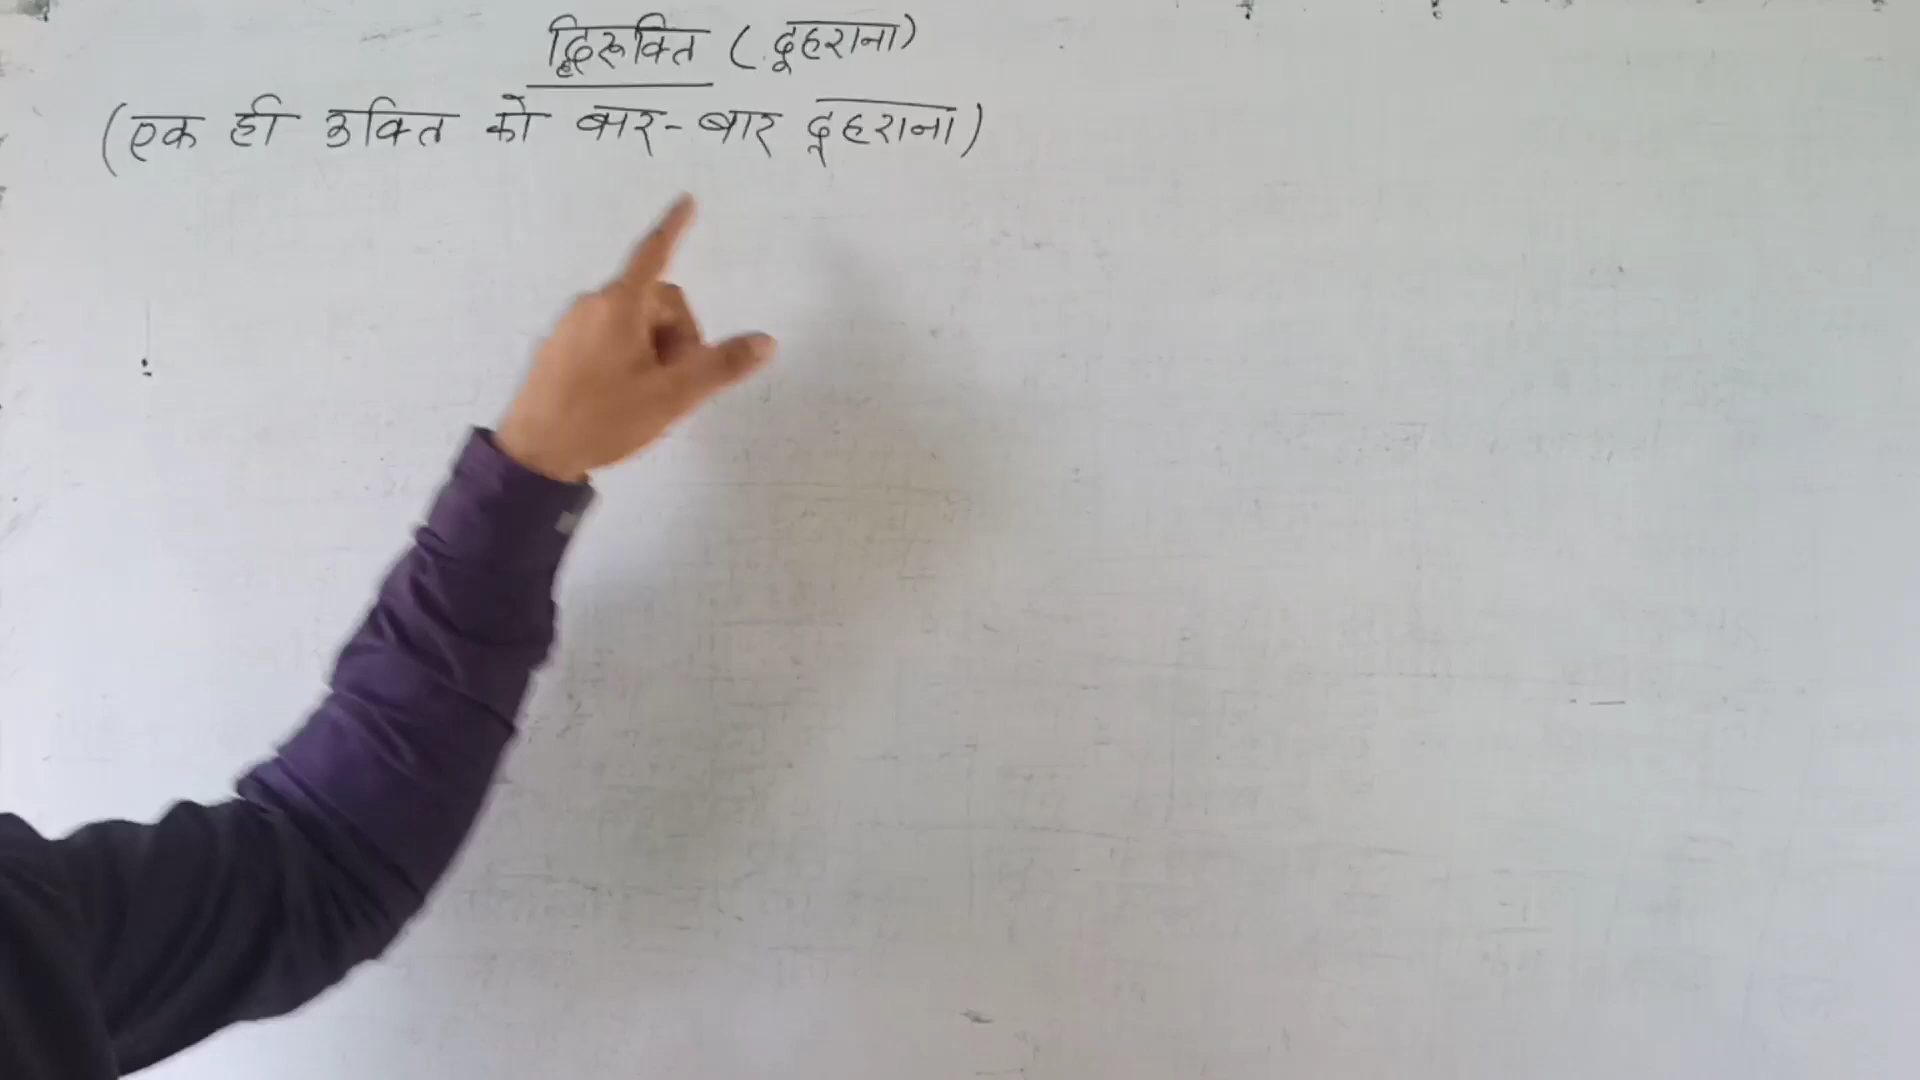 द्विरूक्ति (दूहराना)
(एक ही उक्ति को बार-बार दूहराना)